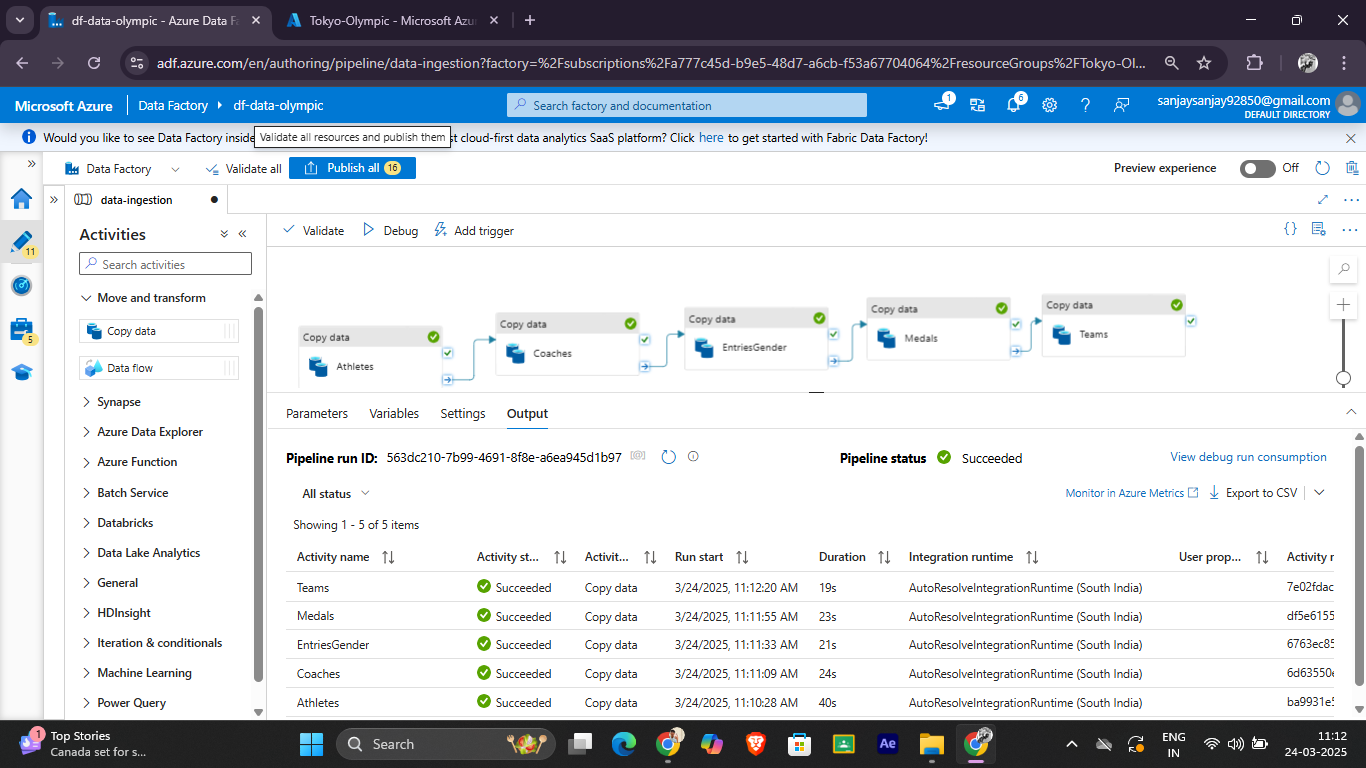 df-data-olympic - Azure Data Fa
Tokyo-Olympic - Microsoft Azu
adf.azure.com/en/authoring/pipeline/data-ingestion?factory=%2Fsubscriptions%2Fa777c45d-b9e5-48d7-a6cb-f53a67704064%2FresourceGroups%2FTokyo-Ol...
Microsoft Azure
Data Factory
df-data-olympic
Search factory and documentation
1
6
sanjaysanjay92850@gmail.com
DEFAULT DIRECTORY
Would you like to see Data Factory inside
Validate all resources and publish them
st cloud-first data analytics SaaS platform? Click here to get started with Fabric Data Factory!
Data Factory
Validate all
Publish all 16
Preview experience
Off
data-ingestion
11
5
Activities
Search activities
Move and transform
Copy data
Data flow
Synapse
Azure Data Explorer
Azure Function
Batch Service
Databricks
Data Lake Analytics
General
HDInsight
Iteration & conditionals
Machine Learning
Power Query
Validate
Debug
Add trigger
Copy data
Athletes
Copy data
Coaches
Copy data
EntriesGender
Copy data
Medals
Copy data
Teams
Parameters Variables Settings Output
Pipeline run ID: 563dc210-7b99-4691-8f8e-a6ea945d1b97
Pipeline status Succeeded
View debug run consumption
All status
Monitor in Azure Metrics
Export to CSV
Showing 1 - 5 of 5 items
Activity name Activity st... Activit... Run start Duration Integration runtime User prop... Activity r
Teams Succeeded Copy data 3/24/2025, 11:12:20 AM 19s AutoResolveIntegrationRuntime (South India) 7e02fdac
Medals Succeeded Copy data 3/24/2025, 11:11:55 AM 23s AutoResolveIntegrationRuntime (South India) df5e6155
EntriesGender Succeeded Copy data 3/24/2025, 11:11:33 AM 21s AutoResolveIntegrationRuntime (South India) 6763ec85
Coaches Succeeded Copy data 3/24/2025, 11:11:09 AM 24s AutoResolveIntegrationRuntime (South India) 6d63550e
Athletes Succeeded Copy data 3/24/2025, 11:10:28 AM 40s AutoResolveIntegrationRuntime (South India) ba9931e5
1
Top Stories
Canada set for s...
Search
Ae
ENG
IN
11:12
24-03-2025